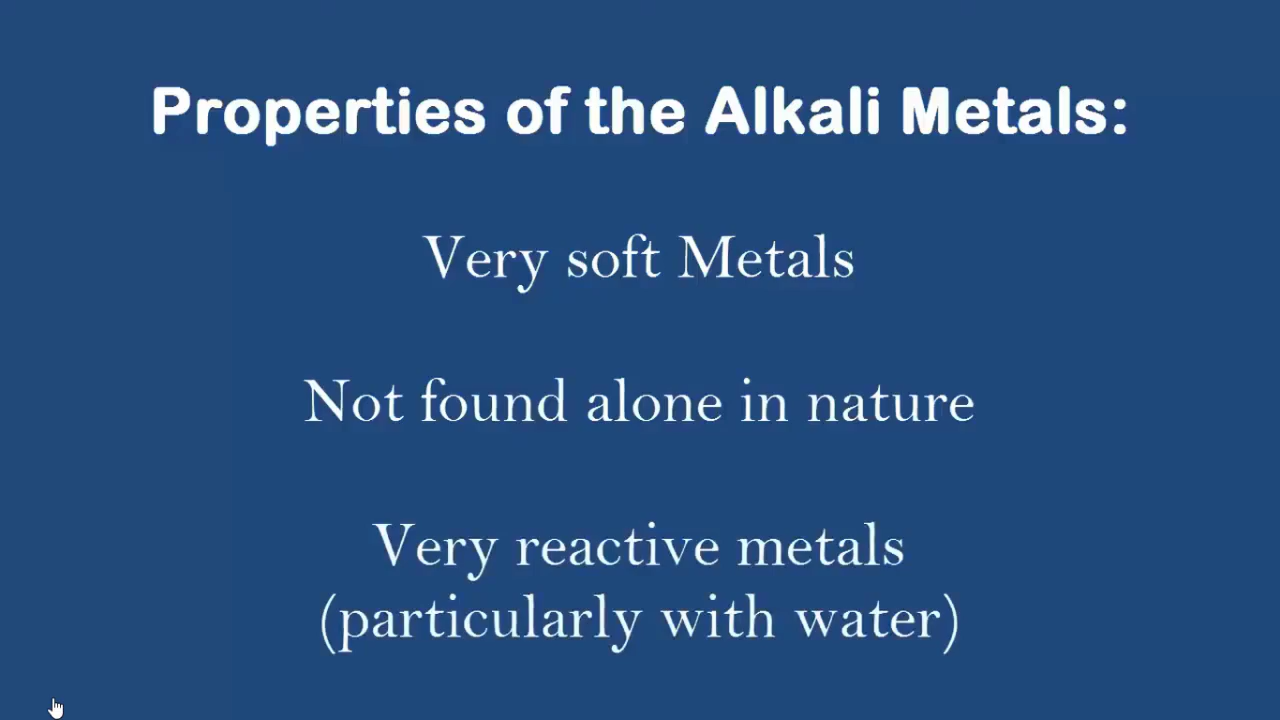 Properties of the Alkali Metals:
Very soft Metals
Not found alone in nature
Very reactive metals
(particularly with water)